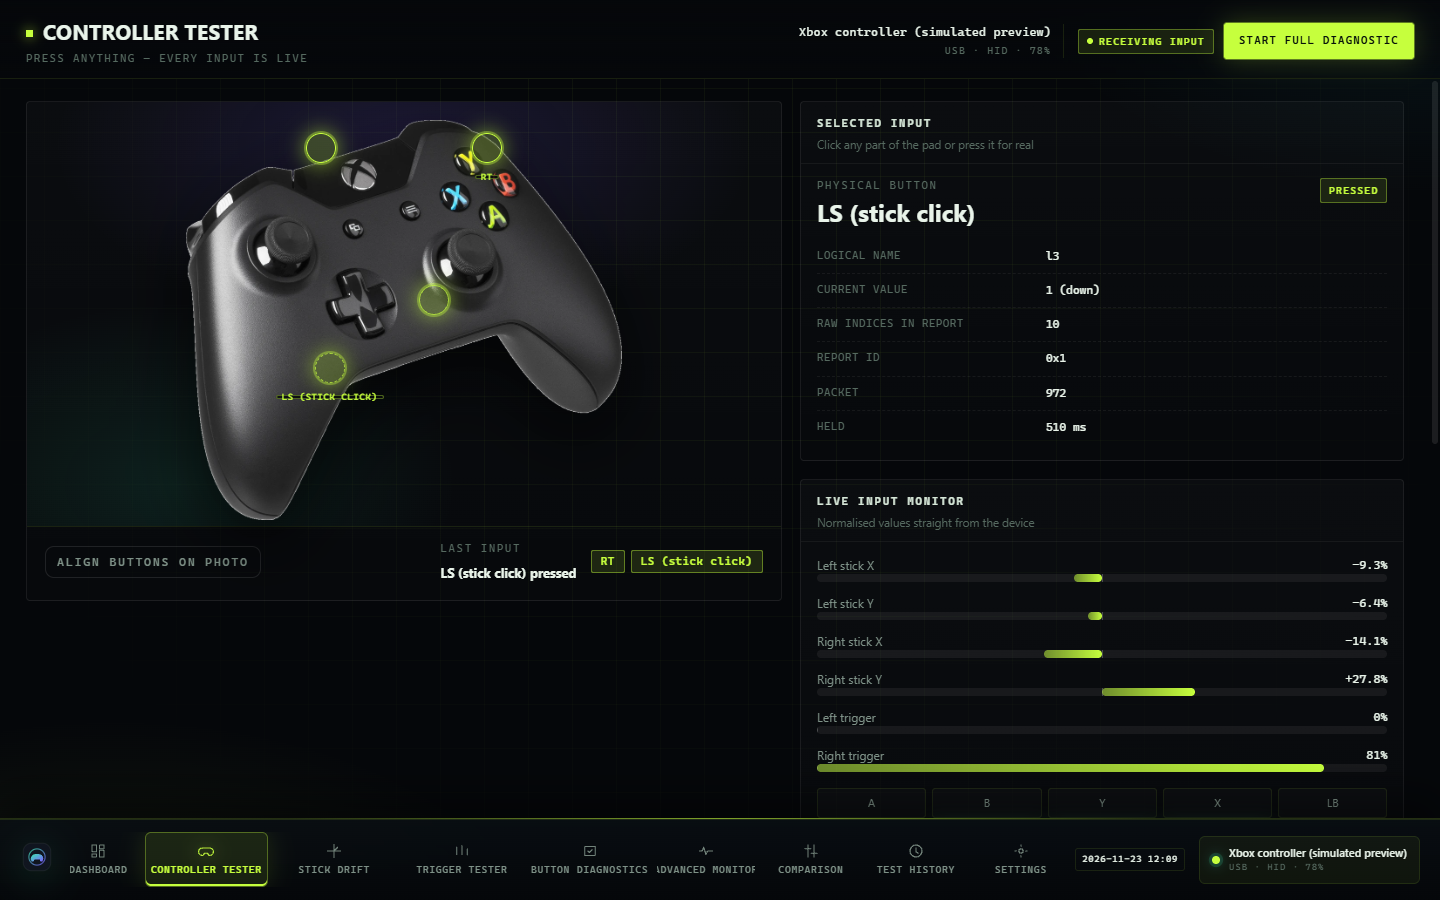 CONTROLLER TESTER
PRESS ANYTHING — EVERY INPUT IS LIVE
Xbox controller (simulated preview)
USB · HID · 78%
RECEIVING INPUT
START FULL DIAGNOSTIC
Y
RT
B
X
A
LS (STICK CLICK)
ALIGN BUTTONS ON PHOTO
LAST INPUT
LS (stick click) pressed
RT
LS (stick click)
SELECTED INPUT
Click any part of the pad or press it for real
PHYSICAL BUTTON
PRESSED
LS (stick click)
LOGICAL NAME l3
CURRENT VALUE 1 (down)
RAW INDICES IN REPORT 10
REPORT ID 0x1
PACKET 972
HELD 510 ms
LIVE INPUT MONITOR
Normalised values straight from the device
Left stick X −9.3%
Left stick Y −6.4%
Right stick X −14.1%
Right stick Y +27.8%
Left trigger 0%
Right trigger 81%
A B Y X LB
DASHBOARD
CONTROLLER TESTER
STICK DRIFT
TRIGGER TESTER
BUTTON DIAGNOSTICS
ADVANCED MONITOR
COMPARISON
TEST HISTORY
SETTINGS
2026-11-23 12:09
Xbox controller (simulated preview)
USB · HID · 78%